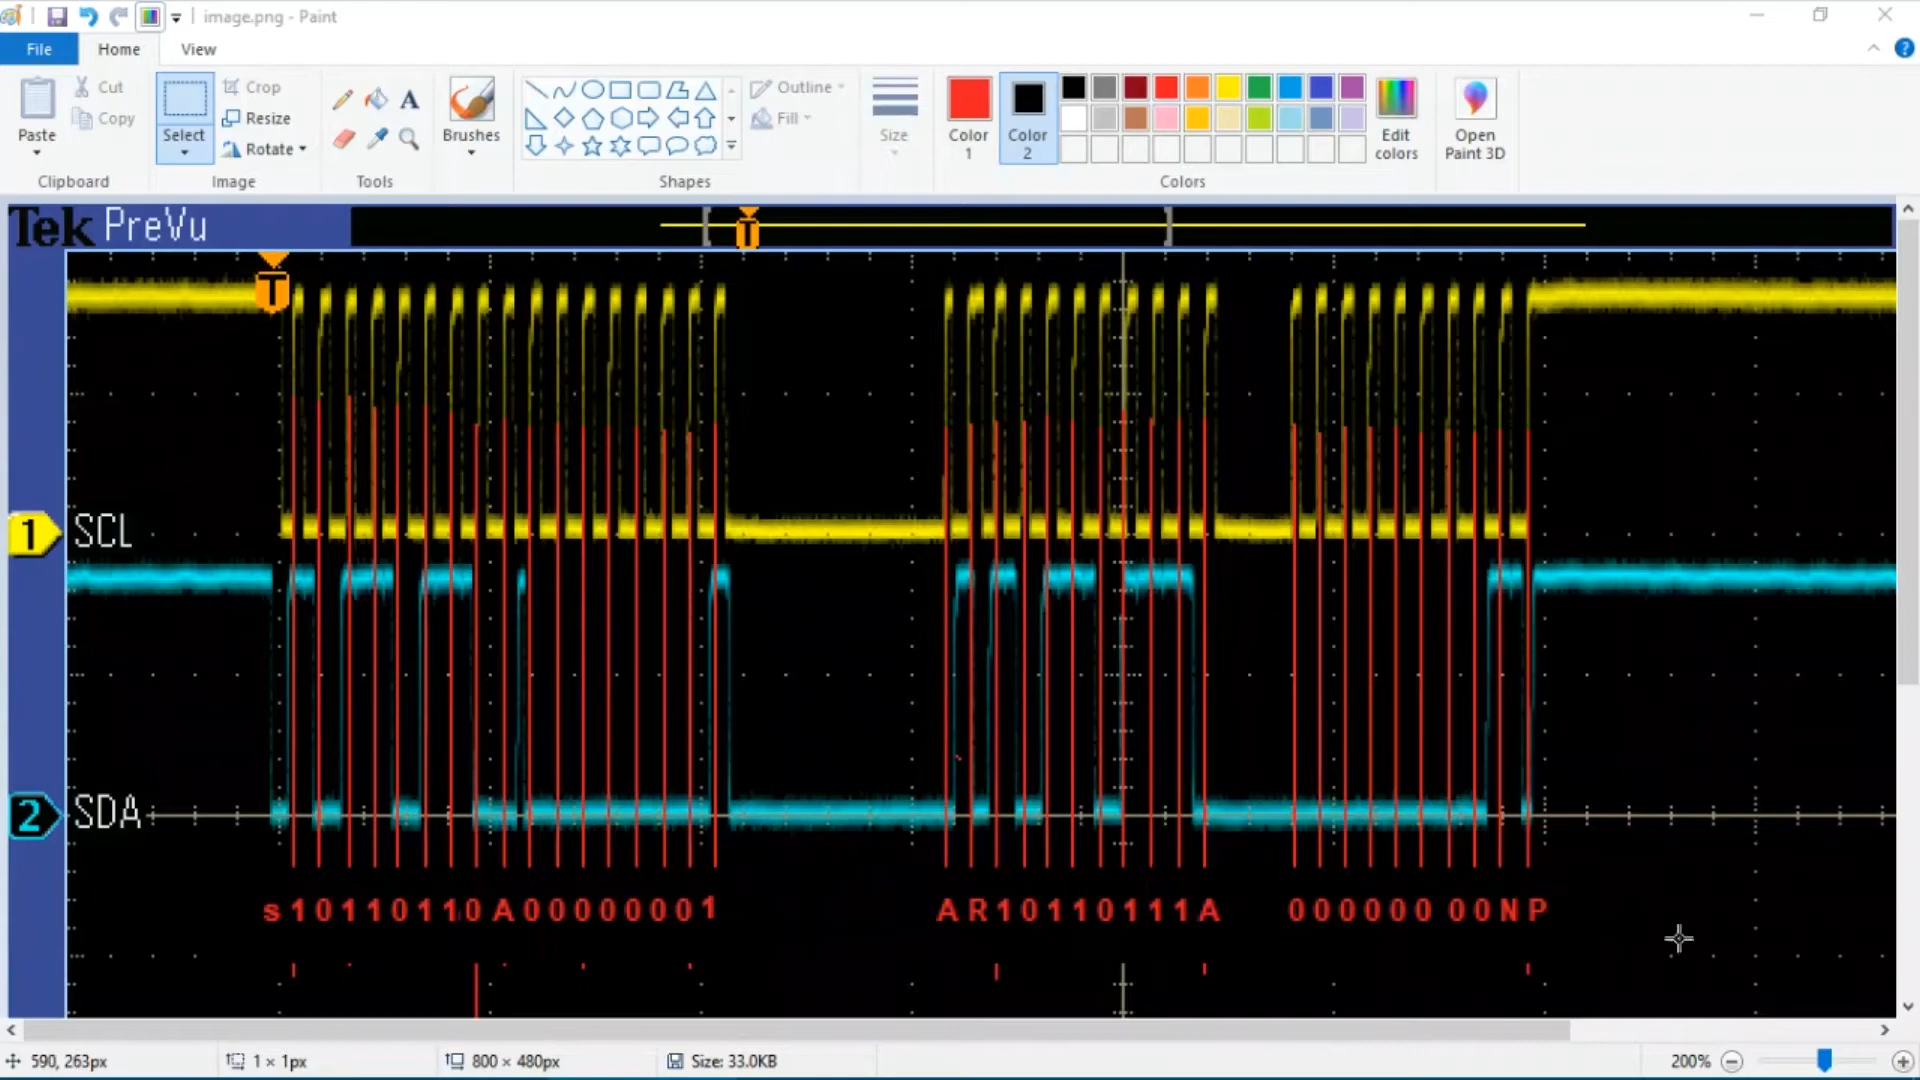 image.png - Paint
File Home View
Paste
Cut
Copy
Clipboard
Select
Crop
Resize
Rotate
Image
A
Tools
Brushes
Outline
Fill
Shapes
Size
Color 1
Color 2
Edit colors
Open Paint 3D
Colors
Tek PreVu
T
T
1 SCL
2 SDA
s 1 0 1 1 0 1 1 0 A 0 0 0 0 0 0 0 1
A R 1 0 1 1 0 1 1 1 A
0 0 0 0 0 0 0 0 N P
590, 263px
1 × 1px
800 × 480px
Size: 33.0KB
200%